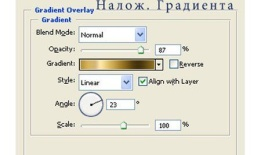 Gradient Overlay Налож. Градиента
Gradient
Blend Mode: Normal
Opacity: 87 %
Gradient: Reverse
Style: Linear Align with Layer
Angle: 23 °
Scale: 100 %